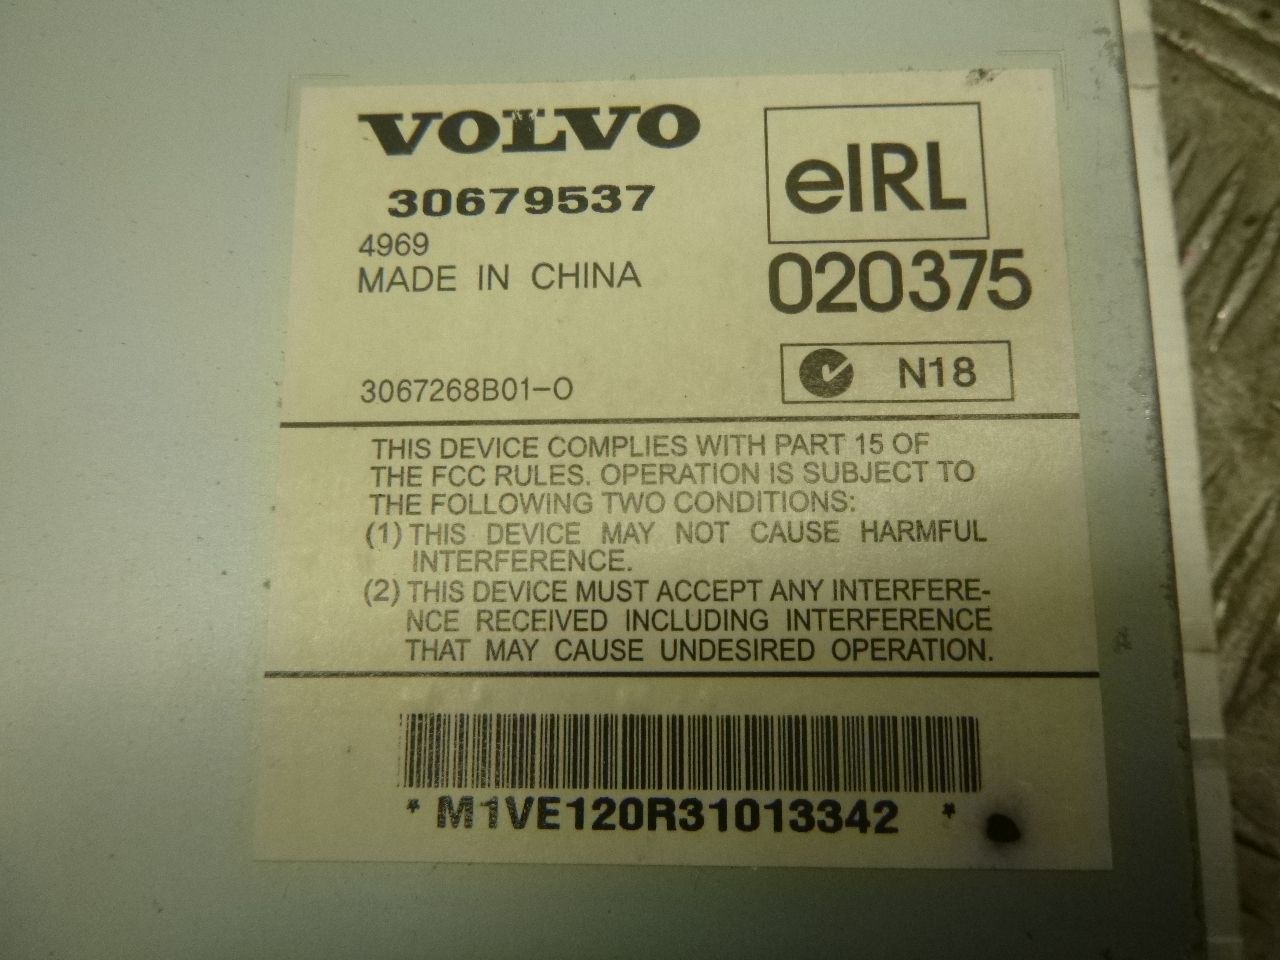 VOLVO
30679537
4969
MADE IN CHINA
eIRL
020375
N18
3067268B01-O
THIS DEVICE COMPLIES WITH PART 15 OF
THE FCC RULES. OPERATION IS SUBJECT TO
THE FOLLOWING TWO CONDITIONS:
(1) THIS DEVICE MAY NOT CAUSE HARMFUL
INTERFERENCE.
(2) THIS DEVICE MUST ACCEPT ANY INTERFERE-
NCE RECEIVED INCLUDING INTERFERENCE
THAT MAY CAUSE UNDESIRED OPERATION.
* M1VE120R31013342 *